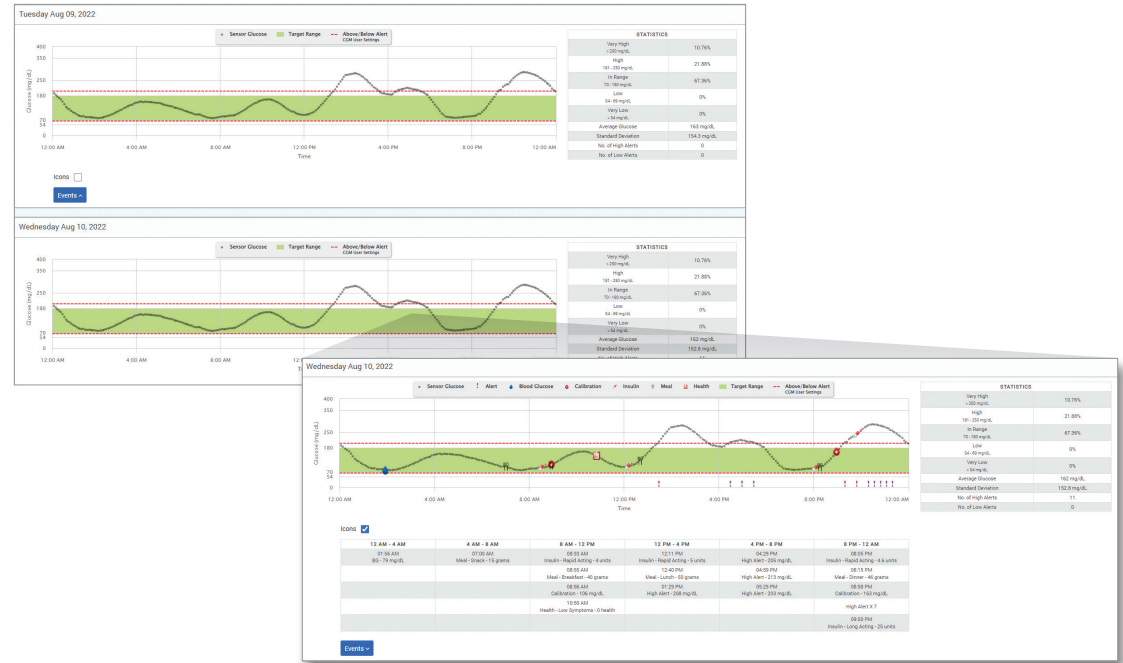 Tuesday Aug 09, 2022
Sensor Glucose Target Range Above/Below Alert
CGM User Settings
Glucose (mg/dL)
400
350
250
180
70
54
0
12:00 AM 4:00 AM 8:00 AM 12:00 PM 4:00 PM 8:00 PM 12:00 AM
Time
STATISTICS
Very High 10.76%
> 250 mg/dL
High 21.88%
181 - 250 mg/dL
In Range 67.36%
70 - 180 mg/dL
Low 0%
54 - 69 mg/dL
Very Low 0%
< 54 mg/dL
Average Glucose 163 mg/dL
Standard Deviation 154.3 mg/dL
No. of High Alerts 0
No. of Low Alerts 0
Icons
Events
Wednesday Aug 10, 2022
Sensor Glucose Target Range Above/Below Alert
CGM User Settings
Glucose (mg/dL)
400
350
250
180
70
54
0
12:00 AM 4:00 AM 8:00 AM
STATISTICS
Very High 10.76%
> 250 mg/dL
High 21.88%
181 - 250 mg/dL
In Range 67.36%
70 - 180 mg/dL
Low 0%
54 - 69 mg/dL
Very Low 0%
< 54 mg/dL
Average Glucose 162 mg/dL
Standard Deviation 152.8 mg/dL
Wednesday Aug 10, 2022
Sensor Glucose Alert Blood Glucose Calibration Insulin Meal Health Target Range Above/Below Alert
CGM User Settings
Glucose (mg/dL)
400
350
250
180
70
54
0
12:00 AM 4:00 AM 8:00 AM 12:00 PM 4:00 PM 8:00 PM 12:00 AM
Time
STATISTICS
Very High 10.76%
> 250 mg/dL
High 21.88%
181 - 250 mg/dL
In Range 67.36%
70 - 180 mg/dL
Low 0%
54 - 69 mg/dL
Very Low 0%
< 54 mg/dL
Average Glucose 162 mg/dL
Standard Deviation 152.8 mg/dL
No. of High Alerts 11
No. of Low Alerts 0
Icons
12 AM - 4 AM 4 AM - 8 AM 8 AM - 12 PM 12 PM - 4 PM 4 PM - 8 PM 8 PM - 12 AM
01:56 AM 07:00 AM 08:30 AM 12:11 PM 04:29 PM 08:05 PM
BG - 79 mg/dL Meal - Snack - 15 grams Insulin - Rapid Acting - 4 units Insulin - Rapid Acting - 5 units High Alert - 205 mg/dL Insulin - Rapid Acting - 4.6 units
08:55 AM 12:40 PM 04:59 PM 08:15 PM
Meal - Breakfast - 40 grams Meal - Lunch - 50 grams High Alert - 213 mg/dL Meal - Dinner - 46 grams
08:56 AM 01:25 PM 05:29 PM 08:58 PM
Calibration - 106 mg/dL High Alert - 208 mg/dL High Alert - 203 mg/dL Calibration - 163 mg/dL
10:50 AM
Health - Low Symptoms - 0 health High Alert X 7
09:50 PM
Insulin - Long Acting - 25 units
Events